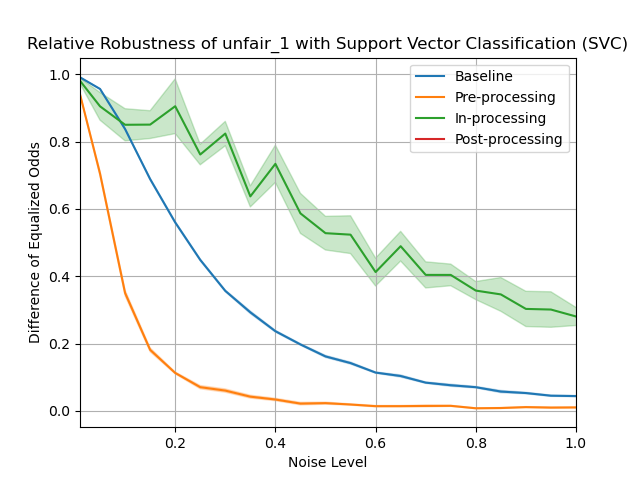 Relative Robustness of unfair_1 with Support Vector Classification (SVC)
Difference of Equalized Odds
1.0
0.8
0.6
0.4
0.2
0.0
Baseline
Pre-processing
In-processing
Post-processing
0.2 0.4 0.6 0.8 1.0
Noise Level